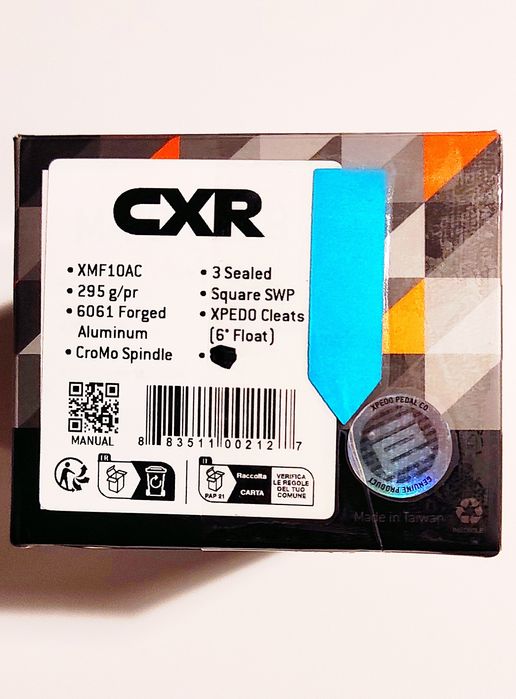 CXR
• XMF10AC
• 295 g/pr
• 6061 Forged
Aluminum
• CroMo Spindle
• 3 Sealed
• Square SWP
• XPEDO Cleats
(6° Float)
MANUAL
8 83511 00212 7
FR
IT
PAP 21
Raccolta
CARTA
VERIFICA
LE REGOLE
DEL TUO
COMUNE
XPEDO PEDAL CO.
GENUINE PRODUCT
Made in Taiwan